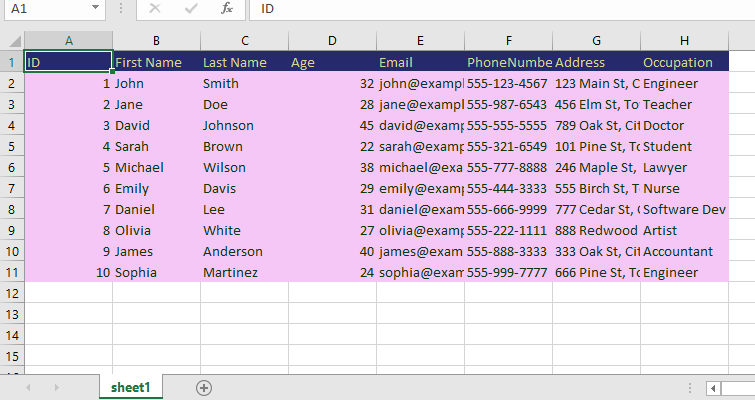 A1 fx ID
A B C D E F G H
1 ID First Name Last Name Age Email PhoneNumbe Address Occupation
2 1 John Smith 32 john@exampl 555-123-4567 123 Main St, C Engineer
3 2 Jane Doe 28 jane@exampl 555-987-6543 456 Elm St, To Teacher
4 3 David Johnson 45 david@examp 555-555-5555 789 Oak St, Cit Doctor
5 4 Sarah Brown 22 sarah@examp 555-321-6549 101 Pine St, To Student
6 5 Michael Wilson 38 michael@exa 555-777-8888 246 Maple St, Lawyer
7 6 Emily Davis 29 emily@examp 555-444-3333 555 Birch St, T Nurse
8 7 Daniel Lee 31 daniel@exam 555-666-9999 777 Cedar St, Software Dev
9 8 Olivia White 27 olivia@examp 555-222-1111 888 Redwood Artist
10 9 James Anderson 40 james@exam 555-888-3333 333 Oak St, Cit Accountant
11 10 Sophia Martinez 24 sophia@exam 555-999-7777 666 Pine St, To Engineer
12
13
14
15
sheet1